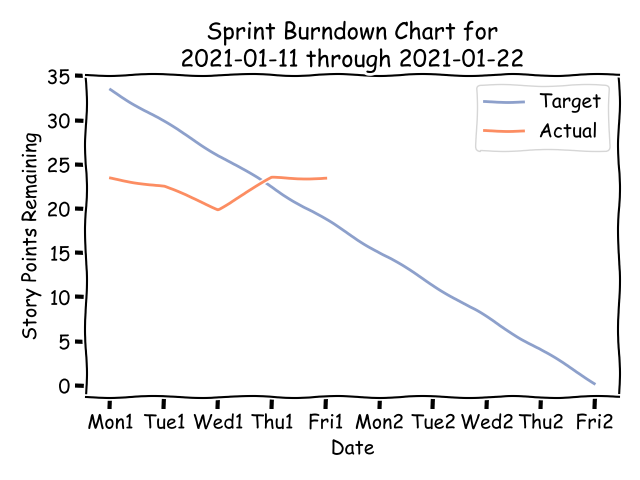 Sprint Burndown Chart for
2021-01-11 through 2021-01-22
Story Points Remaining
35
30
25
20
15
10
5
0
Target
Actual
Mon1 Tue1 Wed1 Thu1 Fri1 Mon2 Tue2 Wed2 Thu2 Fri2
Date